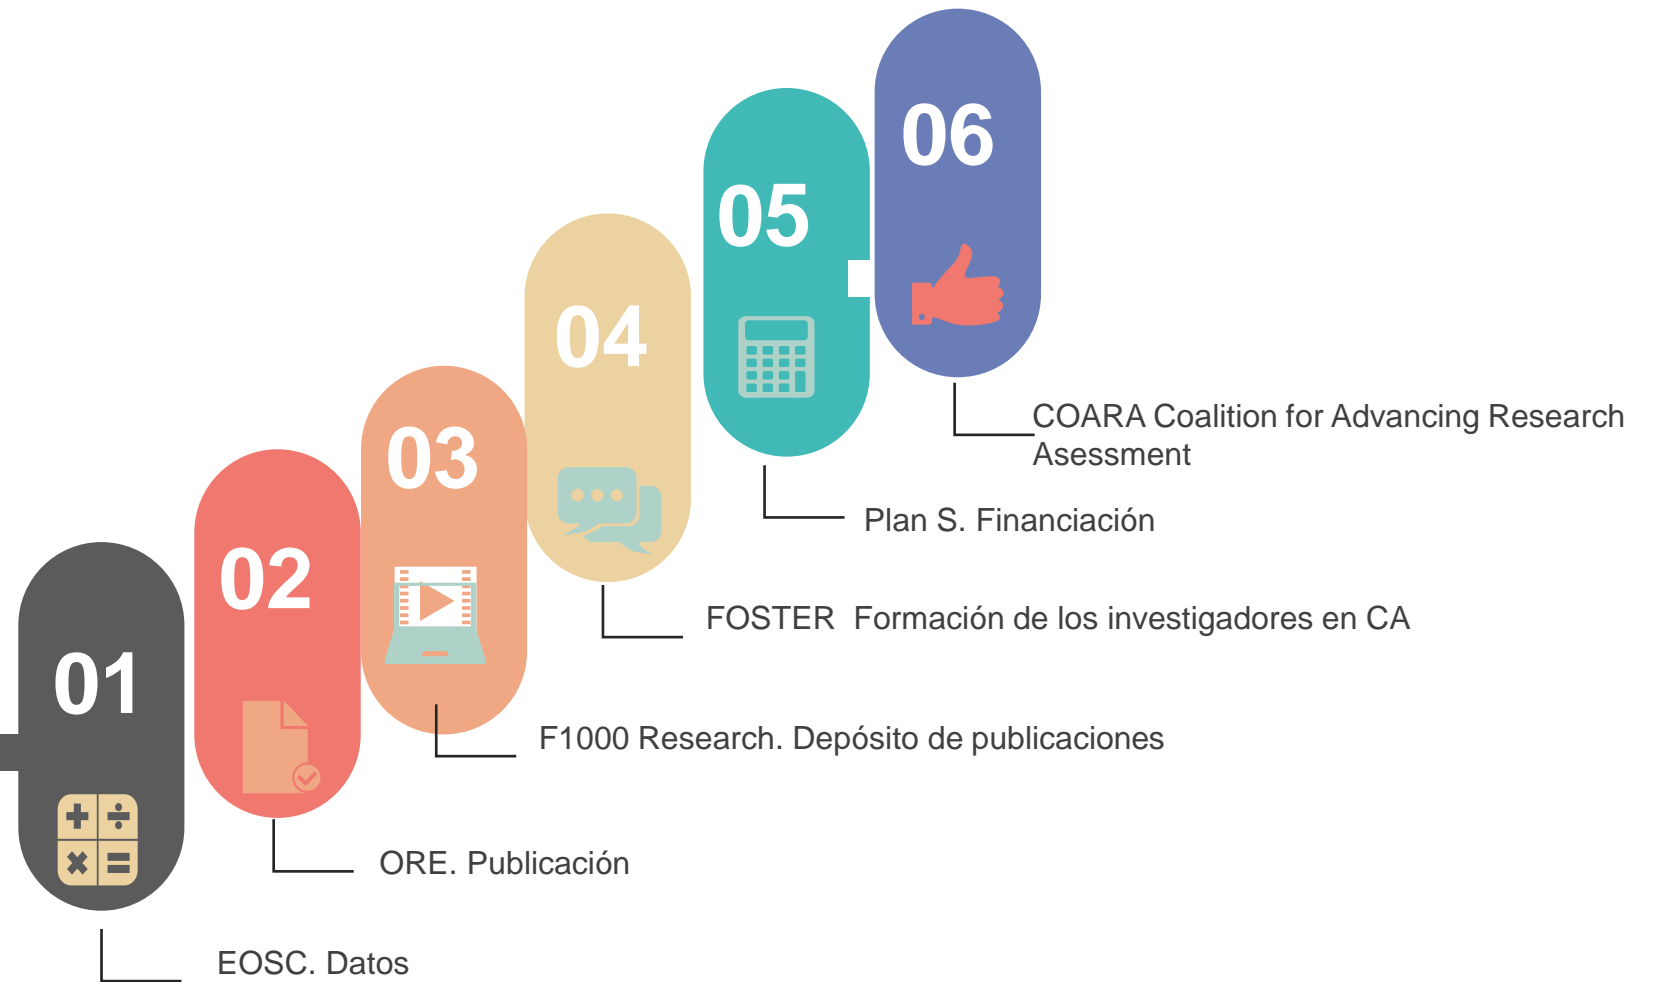 06
05
04
03
02
01
COARA Coalition for Advancing Research
Asessment
Plan S. Financiación
FOSTER  Formación de los investigadores en CA
F1000 Research. Depósito de publicaciones
ORE. Publicación
EOSC. Datos